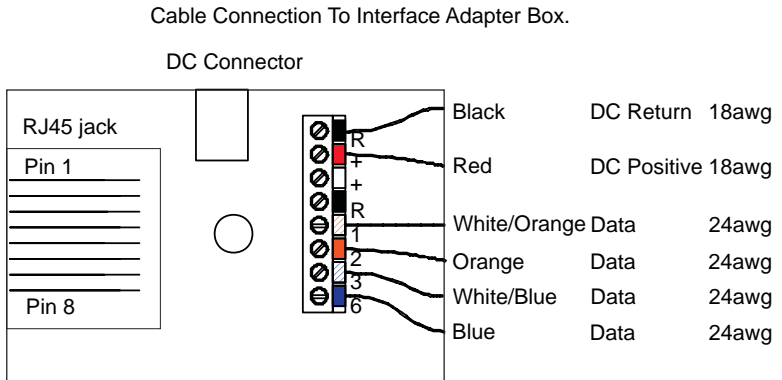 Cable Connection To Interface Adapter Box.
DC Connector
RJ45 jack
Pin 1
Pin 8
R
+
+
R
1
2
3
6
Black DC Return 18awg
Red DC Positive 18awg
White/Orange Data 24awg
Orange Data 24awg
White/Blue Data 24awg
Blue Data 24awg